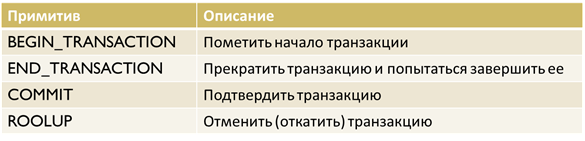 Примитив Описание
BEGIN_TRANSACTION Пометить начало транзакции
END_TRANSACTION Прекратить транзакцию и попытаться завершить ее
COMMIT Подтвердить транзакцию
ROOLUP Отменить (откатить) транзакцию